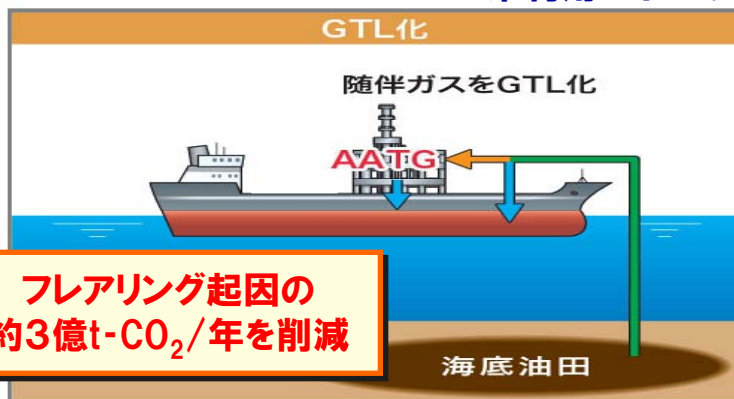 GTL化
随伴ガスをGTL化
AATG
フレアリング起因の
約3億t-CO₂/年を削減
海底油田